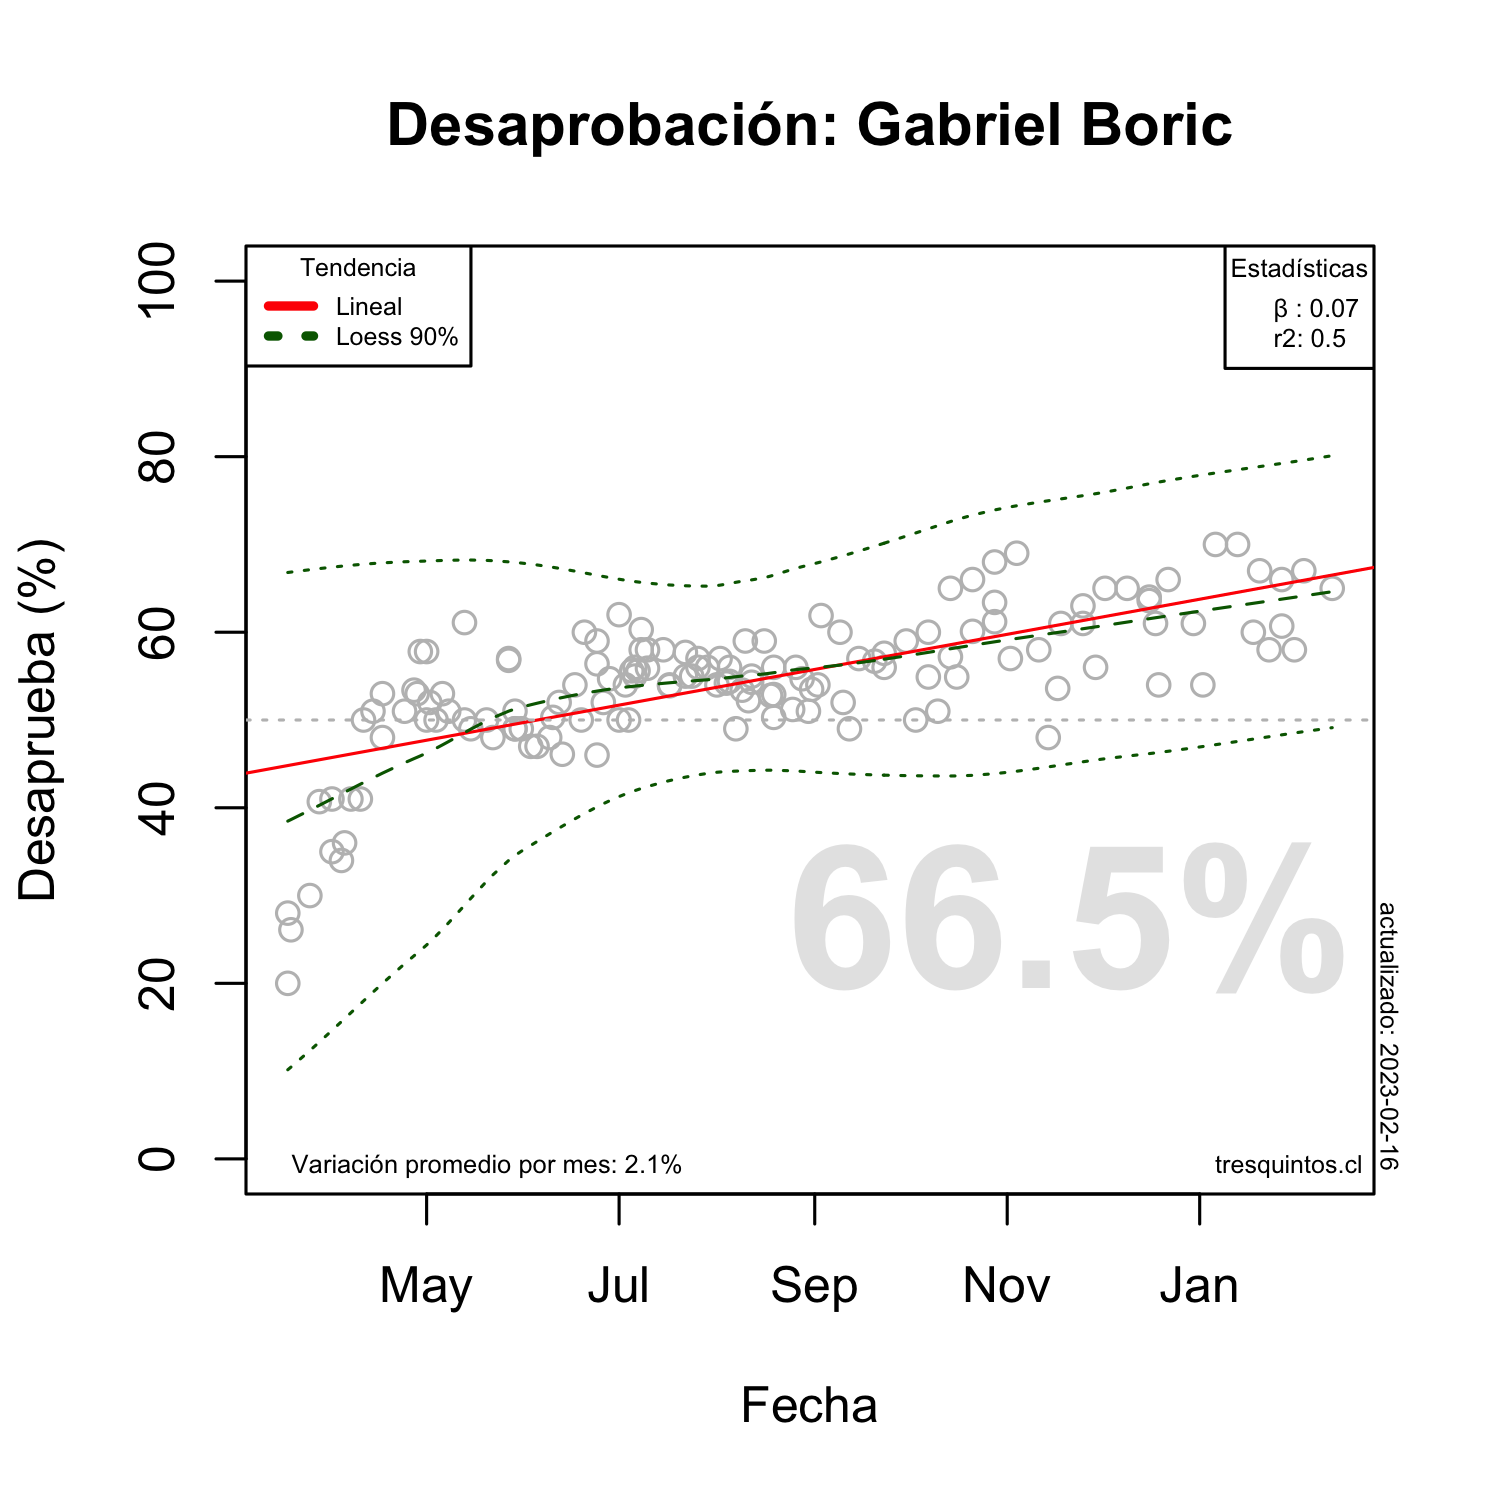 Desaprobación: Gabriel Boric
Tendencia
Lineal
Loess 90%
Estadísticas
β : 0.07
r2: 0.5
Desaprueba (%)
100
80
60
40
20
0
66.5%
actualizado: 2023-02-16
Variación promedio por mes: 2.1%
tresquintos.cl
May
Jul
Sep
Nov
Jan
Fecha